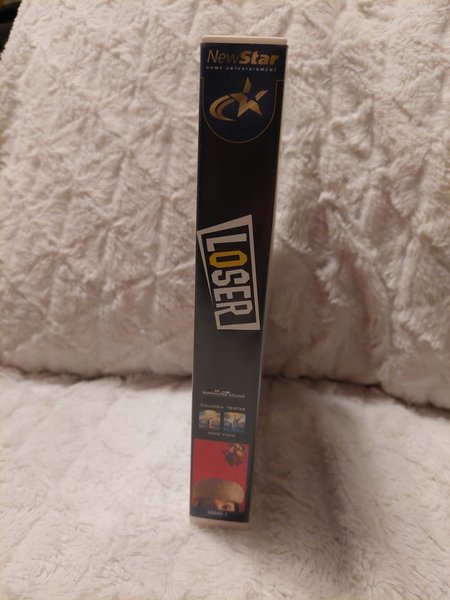 NewStar
HOME ENTERTAINMENT
LOSER
COLUMBIA TRISTAR
HOME VIDEO